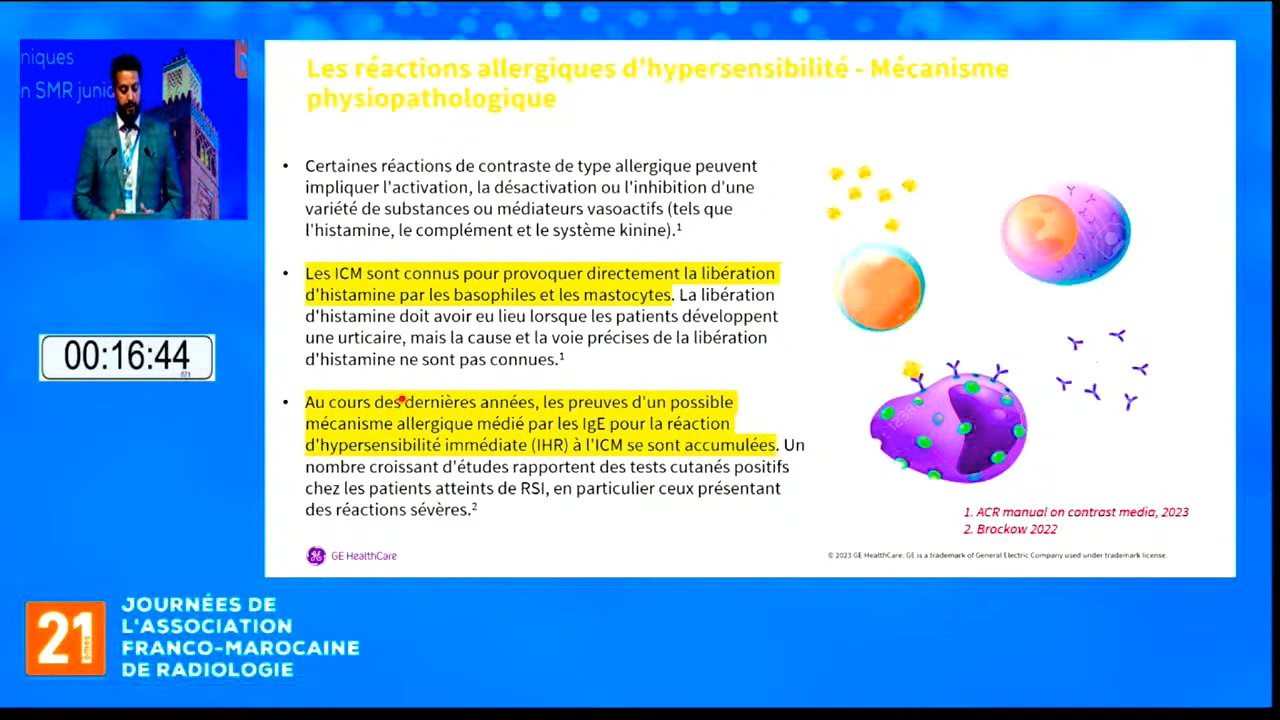 niques
n SMR junio
00:16:44
Les réactions allergiques d'hypersensibilité - Mécanisme
physiopathologique
• Certaines réactions de contraste de type allergique peuvent
impliquer l'activation, la désactivation ou l'inhibition d'une
variété de substances ou médiateurs vasoactifs (tels que
l'histamine, le complément et le système kinine).¹
• Les ICM sont connus pour provoquer directement la libération
d'histamine par les basophiles et les mastocytes. La libération
d'histamine doit avoir eu lieu lorsque les patients développent
une urticaire, mais la cause et la voie précises de la libération
d'histamine ne sont pas connues.¹
• Au cours des dernières années, les preuves d'un possible
mécanisme allergique médié par les IgE pour la réaction
d'hypersensibilité immédiate (IHR) à l'ICM se sont accumulées. Un
nombre croissant d'études rapportent des tests cutanés positifs
chez les patients atteints de RSI, en particulier ceux présentant
des réactions sévères.²
1. ACR manual on contrast media, 2023
2. Brockow 2022
GE HealthCare
© 2023 GE HealthCare. GE is a trademark of General Electric Company used under trademark license.
21
èmes
JOURNÉES DE
L'ASSOCIATION
FRANCO-MAROCAINE
DE RADIOLOGIE